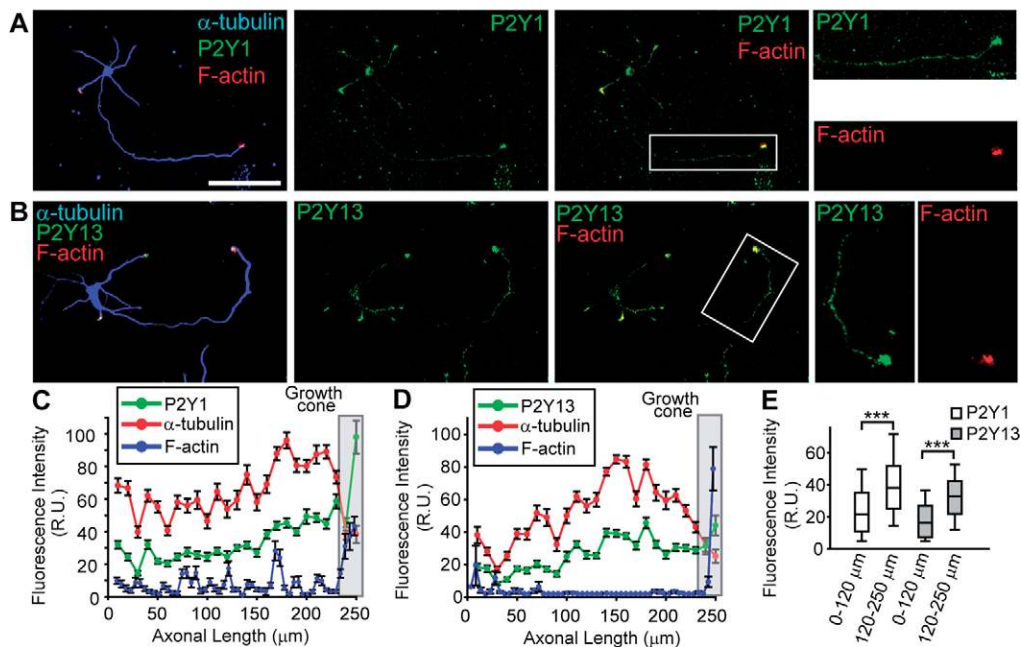 A
α-tubulin
P2Y1
F-actin
P2Y1
P2Y1
F-actin
P2Y1
F-actin
B
α-tubulin
P2Y13
F-actin
P2Y13
P2Y13
F-actin
P2Y13
F-actin
C
P2Y1
α-tubulin
F-actin
Growth
cone
Fluorescence Intensity
(R.U.)
100
80
60
40
20
0
0
50
100
150
200
250
Axonal Length (μm)
D
P2Y13
α-tubulin
F-actin
Growth
cone
Fluorescence Intensity
(R.U.)
100
80
60
40
20
0
0
50
100
150
200
250
Axonal Length (μm)
E
P2Y1
P2Y13
***
***
Fluorescence Intensity
(R.U.)
80
60
40
20
0
0-120 μm
120-250 μm
0-120 μm
120-250 μm